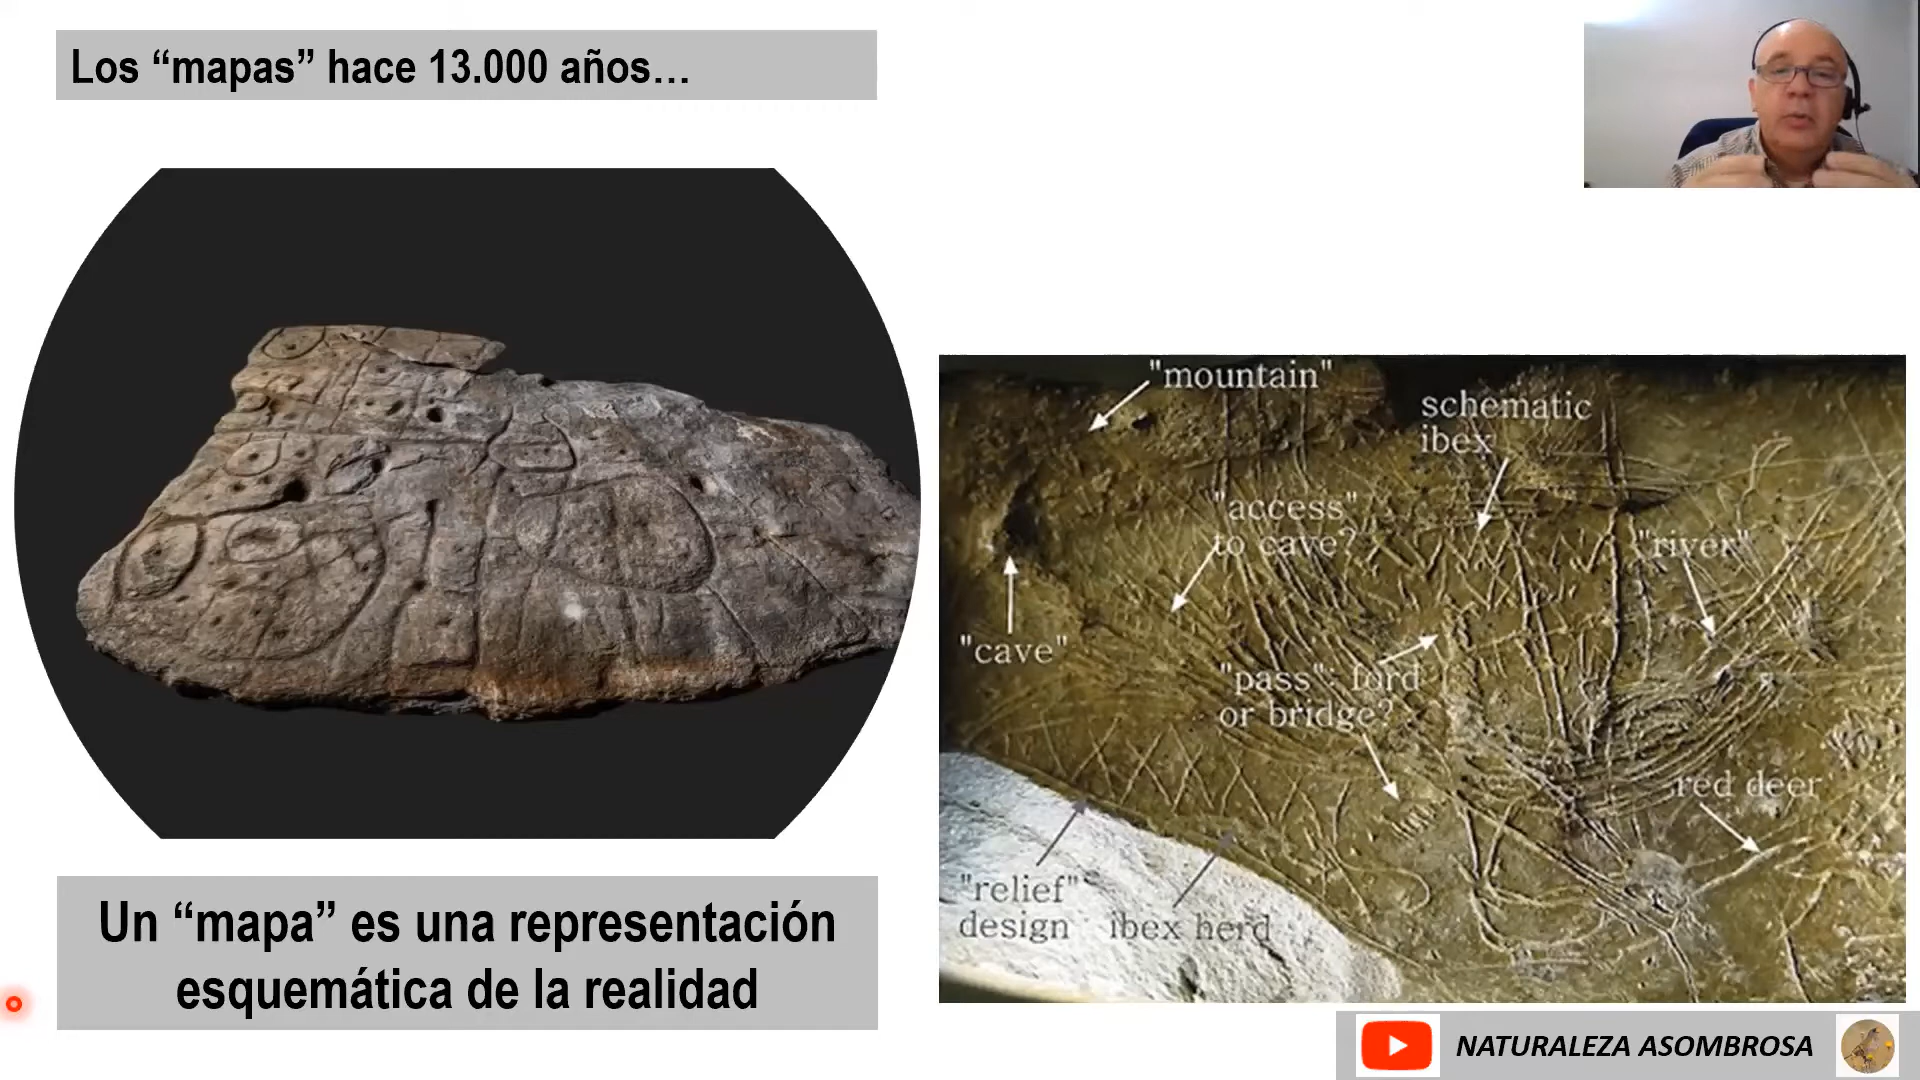 Los “mapas” hace 13.000 años…
"mountain"
schematic
ibex
"access"
to cave?
"river"
"cave"
"pass": ford
or bridge?
red deer
"relief"
design
ibex herd
Un “mapa” es una representación
esquemática de la realidad
NATURALEZA ASOMBROSA